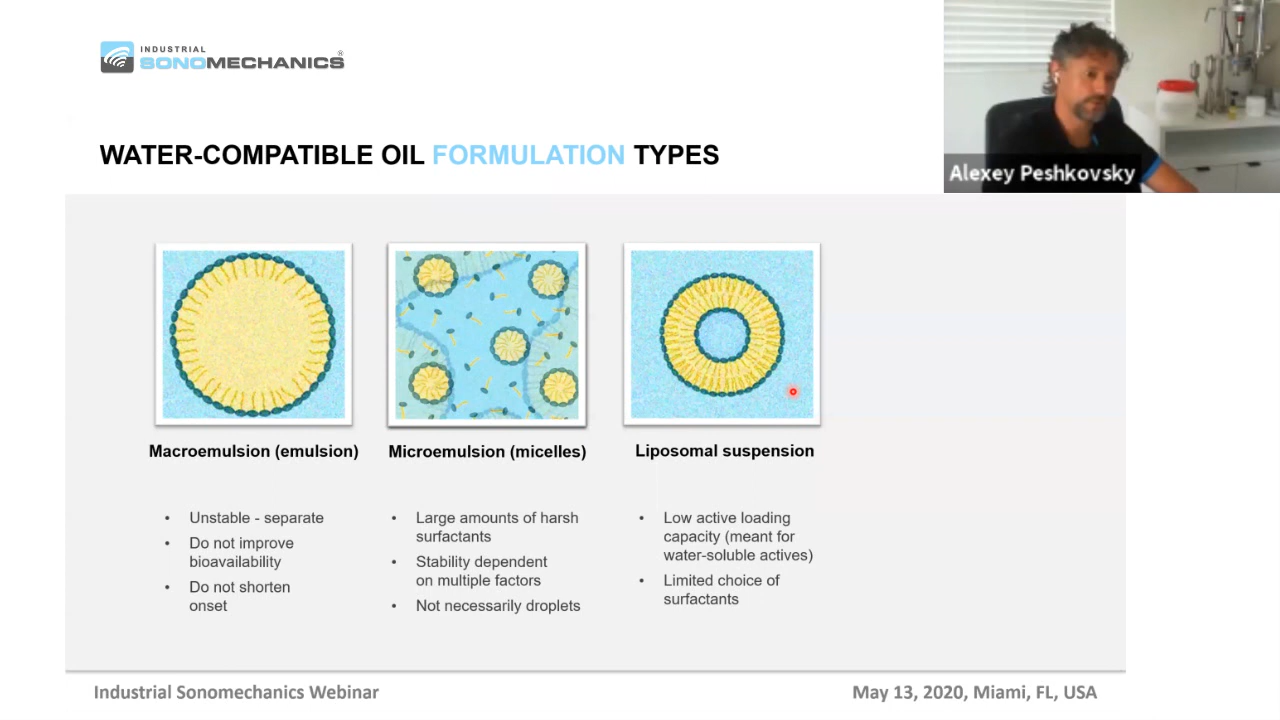 INDUSTRIAL
SONOMECHANICS®
WATER-COMPATIBLE OIL FORMULATION TYPES
Alexey Peshkovsky
Macroemulsion (emulsion)
• Unstable - separate
• Do not improve
bioavailability
• Do not shorten
onset
Microemulsion (micelles)
• Large amounts of harsh
surfactants
• Stability dependent
on multiple factors
• Not necessarily droplets
Liposomal suspension
• Low active loading
capacity (meant for
water-soluble actives)
• Limited choice of
surfactants
Industrial Sonomechanics Webinar
May 13, 2020, Miami, FL, USA